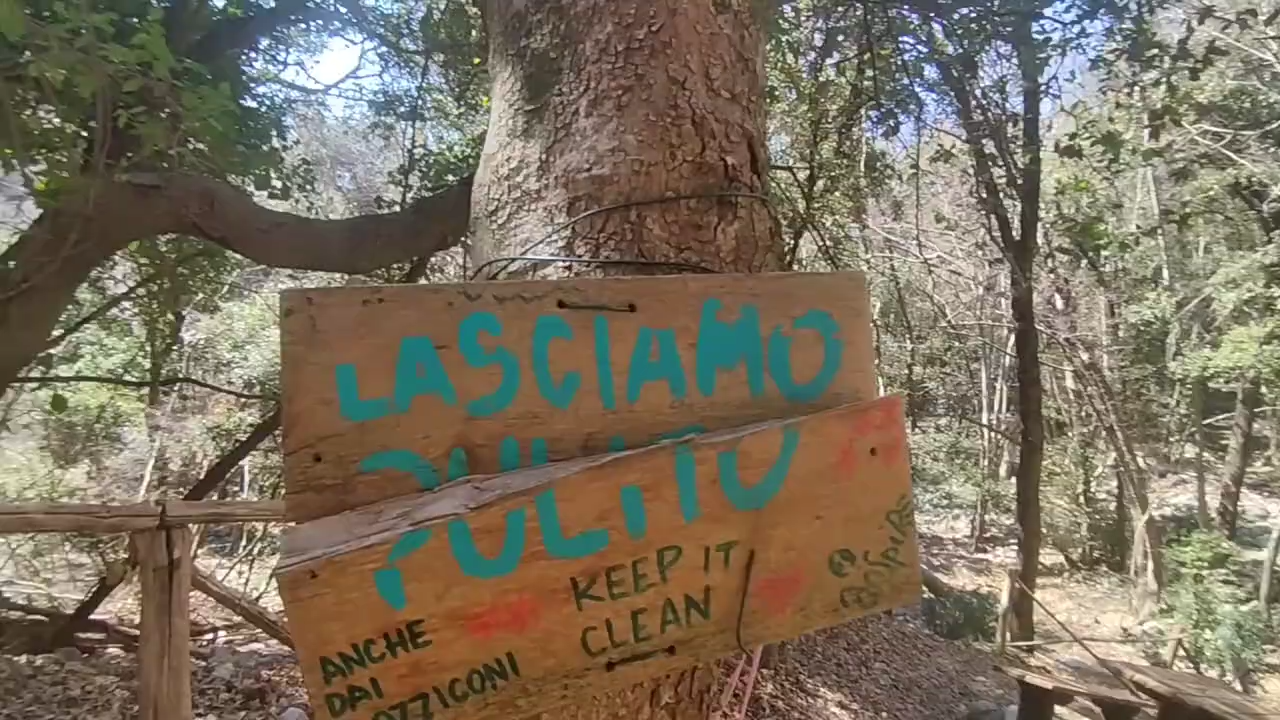 LASCIAMO
PULITO
KEEP IT
CLEAN
ANCHE
DAI